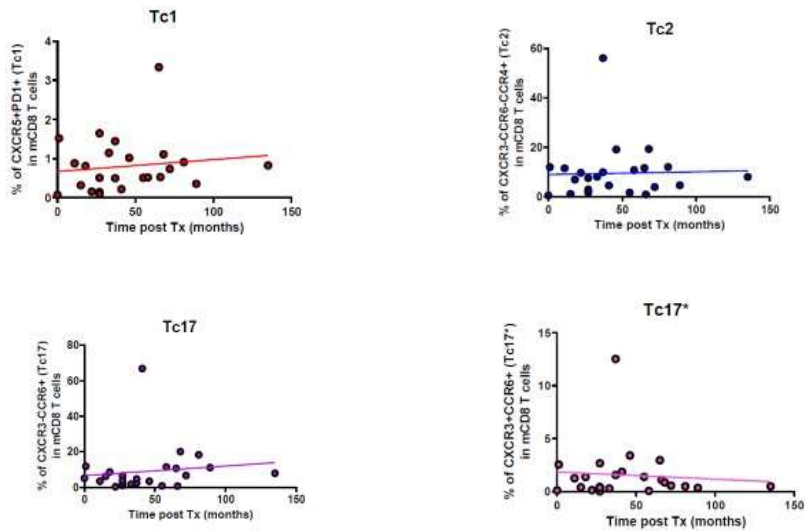 Tc1
% of CXCR5+PD1+ (Tc1)
in mCD8 T cells
4
3
2
1
0
0
50
100
150
Time post Tx (months)
Tc2
% of CXCR3-CCR6-CCR4+ (Tc2)
in mCD8 T cells
60
40
20
0
0
50
100
150
Time post Tx (months)
Tc17
% of CXCR3-CCR6+ (Tc17)
in mCD8 T cells
80
60
40
20
0
0
50
100
150
Time post Tx (months)
Tc17*
% of CXCR3+CCR6+ (Tc17*)
in mCD8 T cells
15
10
5
0
0
50
100
150
Time post Tx (months)